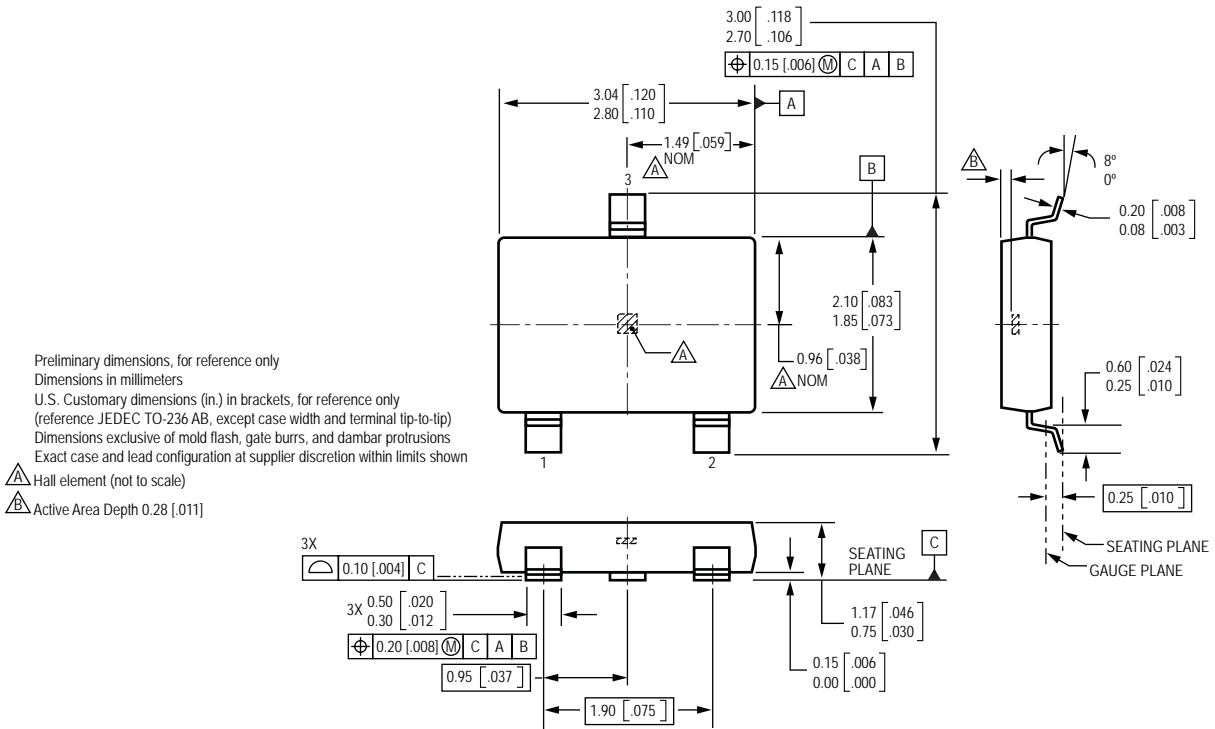 3.00 [ .118 ]
2.70 [ .106 ]
⌖ 0.15 [.006] Ⓜ C A B
3.04 [ .120 ]
2.80 [ .110 ]
A
1.49 [.059]
A NOM
3
B
B
8º
0º
0.20 [ .008 ]
0.08 [ .003 ]
2.10 [ .083 ]
1.85 [ .073 ]
A
0.96 [.038]
A NOM
0.60 [ .024 ]
0.25 [ .010 ]
Preliminary dimensions, for reference only
Dimensions in millimeters
U.S. Customary dimensions (in.) in brackets, for reference only
(reference JEDEC TO-236 AB, except case width and terminal tip-to-tip)
Dimensions exclusive of mold flash, gate burrs, and dambar protrusions
Exact case and lead configuration at supplier discretion within limits shown
A Hall element (not to scale)
B Active Area Depth 0.28 [.011]
1
2
0.25 [ .010 ]
SEATING PLANE
GAUGE PLANE
3X
⌓ 0.10 [.004] C
SEATING
PLANE
C
3X 0.50 [ .020 ]
0.30 [ .012 ]
⌖ 0.20 [.008] Ⓜ C A B
1.17 [ .046 ]
0.75 [ .030 ]
0.15 [ .006 ]
0.00 [ .000 ]
0.95 [ .037 ]
1.90 [ .075 ]